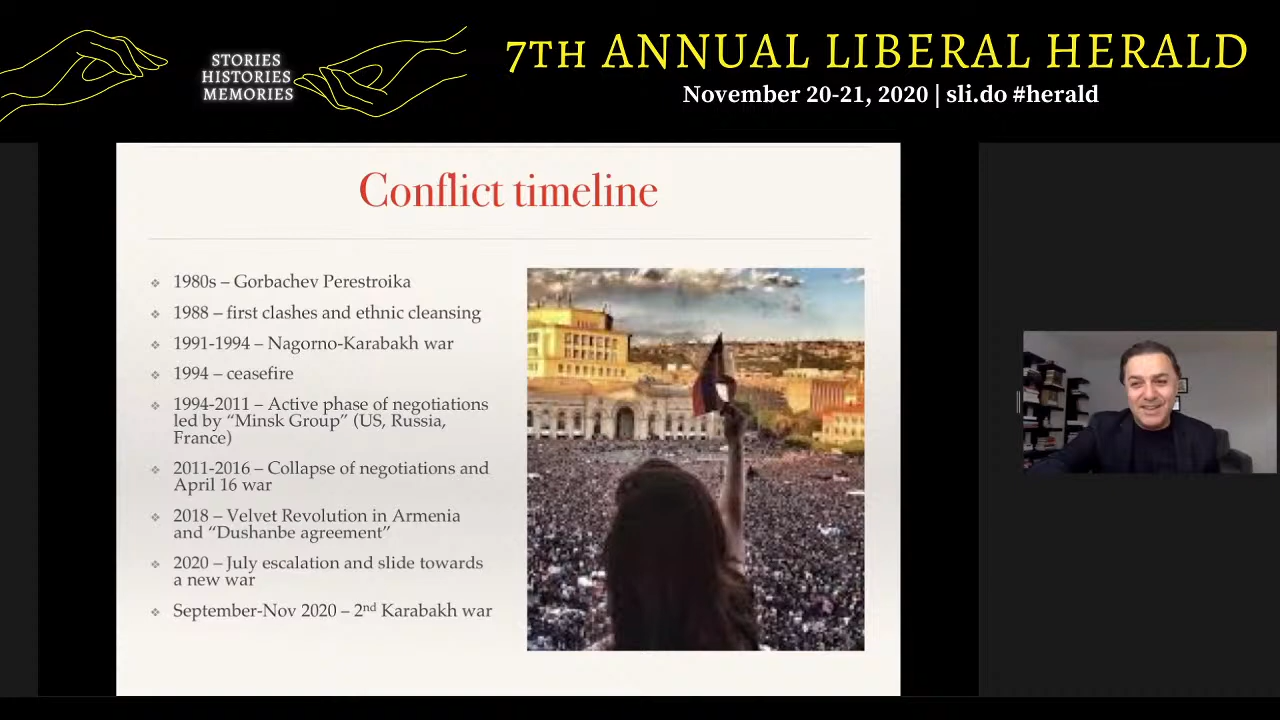 STORIES
HISTORIES
MEMORIES
7TH ANNUAL LIBERAL HERALD
November 20-21, 2020 | sli.do #herald
Conflict timeline
1980s – Gorbachev Perestroika
1988 – first clashes and ethnic cleansing
1991-1994 – Nagorno-Karabakh war
1994 – ceasefire
1994-2011 – Active phase of negotiations
led by “Minsk Group” (US, Russia,
France)
2011-2016 – Collapse of negotiations and
April 16 war
2018 – Velvet Revolution in Armenia
and “Dushanbe agreement”
2020 – July escalation and slide towards
a new war
September-Nov 2020 – 2nd Karabakh war